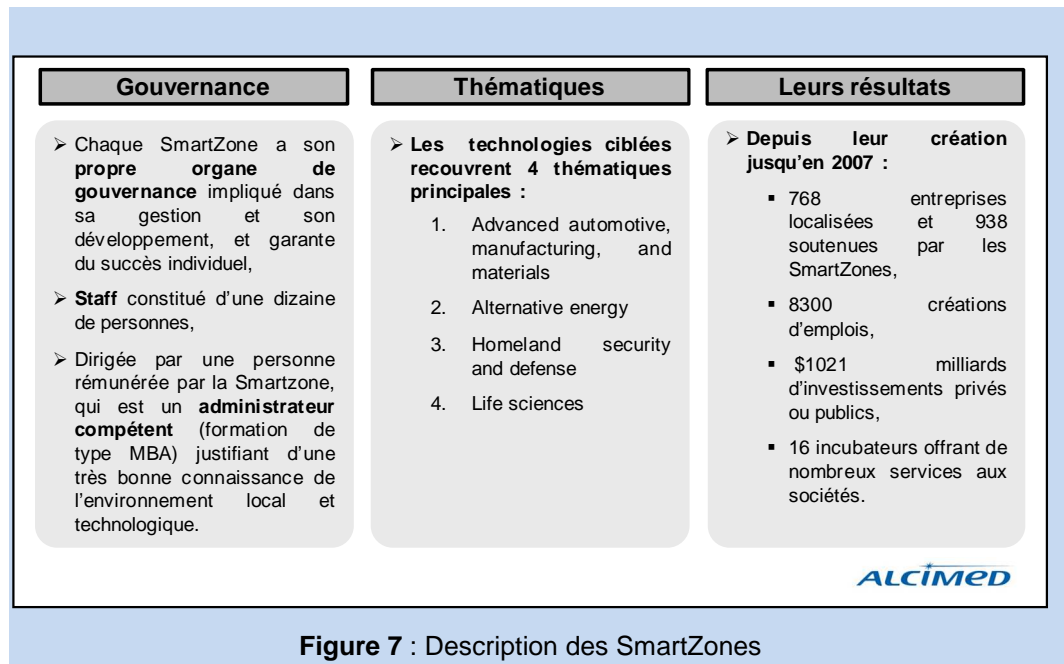 Gouvernance
➢ Chaque SmartZone a son
propre organe de
gouvernance impliqué dans
sa gestion et son
développement, et garante
du succès individuel,
➢ Staff constitué d'une dizaine
de personnes,
➢ Dirigée par une personne
rémunérée par la Smartzone,
qui est un administrateur
compétent (formation de
type MBA) justifiant d'une
très bonne connaissance de
l'environnement local et
technologique.
Thématiques
➢ Les technologies ciblées
recouvrent 4 thématiques
principales :
1. Advanced automotive,
manufacturing, and
materials
2. Alternative energy
3. Homeland security
and defense
4. Life sciences
Leurs résultats
➢ Depuis leur création
jusqu'en 2007 :
▪ 768 entreprises
localisées et 938
soutenues par les
SmartZones,
▪ 8300 créations
d'emplois,
▪ $1021 milliards
d'investissements privés
ou publics,
▪ 16 incubateurs offrant de
nombreux services aux
sociétés.
ALCIMED
Figure 7 : Description des SmartZones